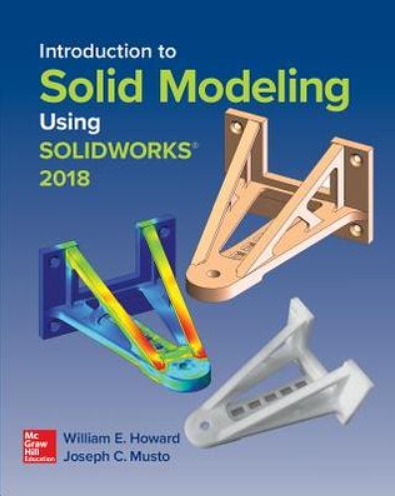 Introduction to
Solid Modeling
Using
SOLIDWORKS®
2018
Mc
Graw
Hill
Education
William E. Howard
Joseph C. Musto